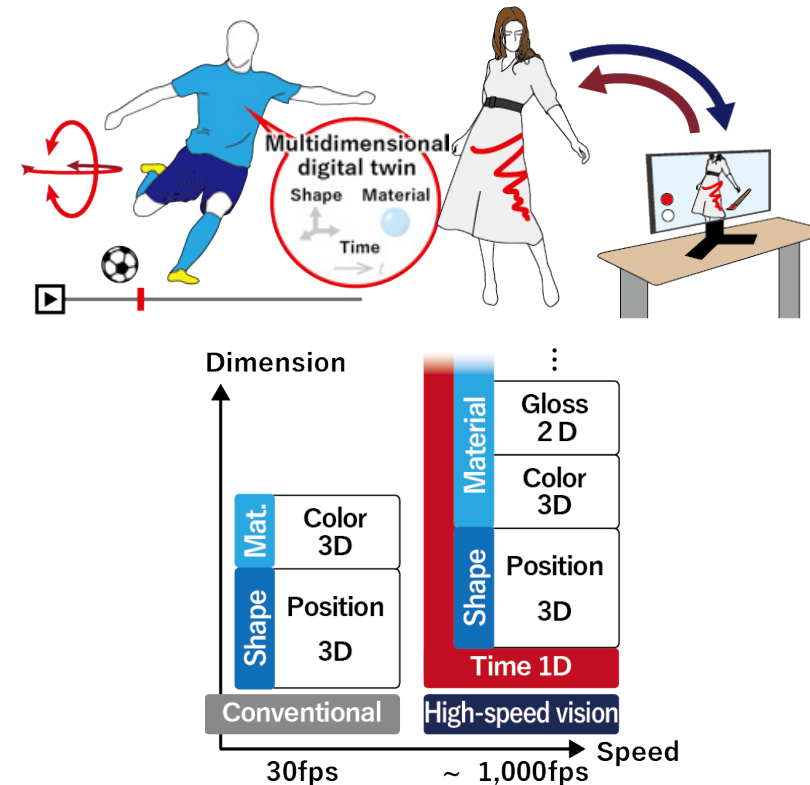 Multidimensional
digital twin
Shape Material
Time
t
Dimension
Mat.
Color
3D
Shape
Position
3D
Conventional
Material
Gloss
2 D
Color
3D
Shape
Position
3D
Time 1D
High-speed vision
Speed
30fps
~ 1,000fps